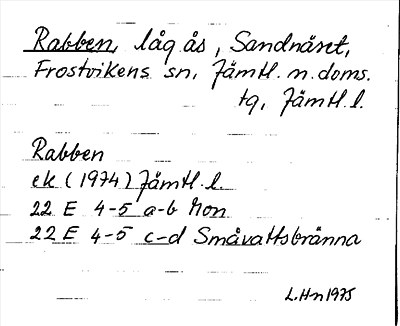 Rabben, låg ås, Sandnäset,
Frostvikens sn, Jämtl. n. doms.
tg, Jämtl. l.
Rabben
ek (1974) Jämtl. l.
22 E 4-5 a-b Mon
22 E 4-5 c-d Småvattsbränna
L. Hn 1975